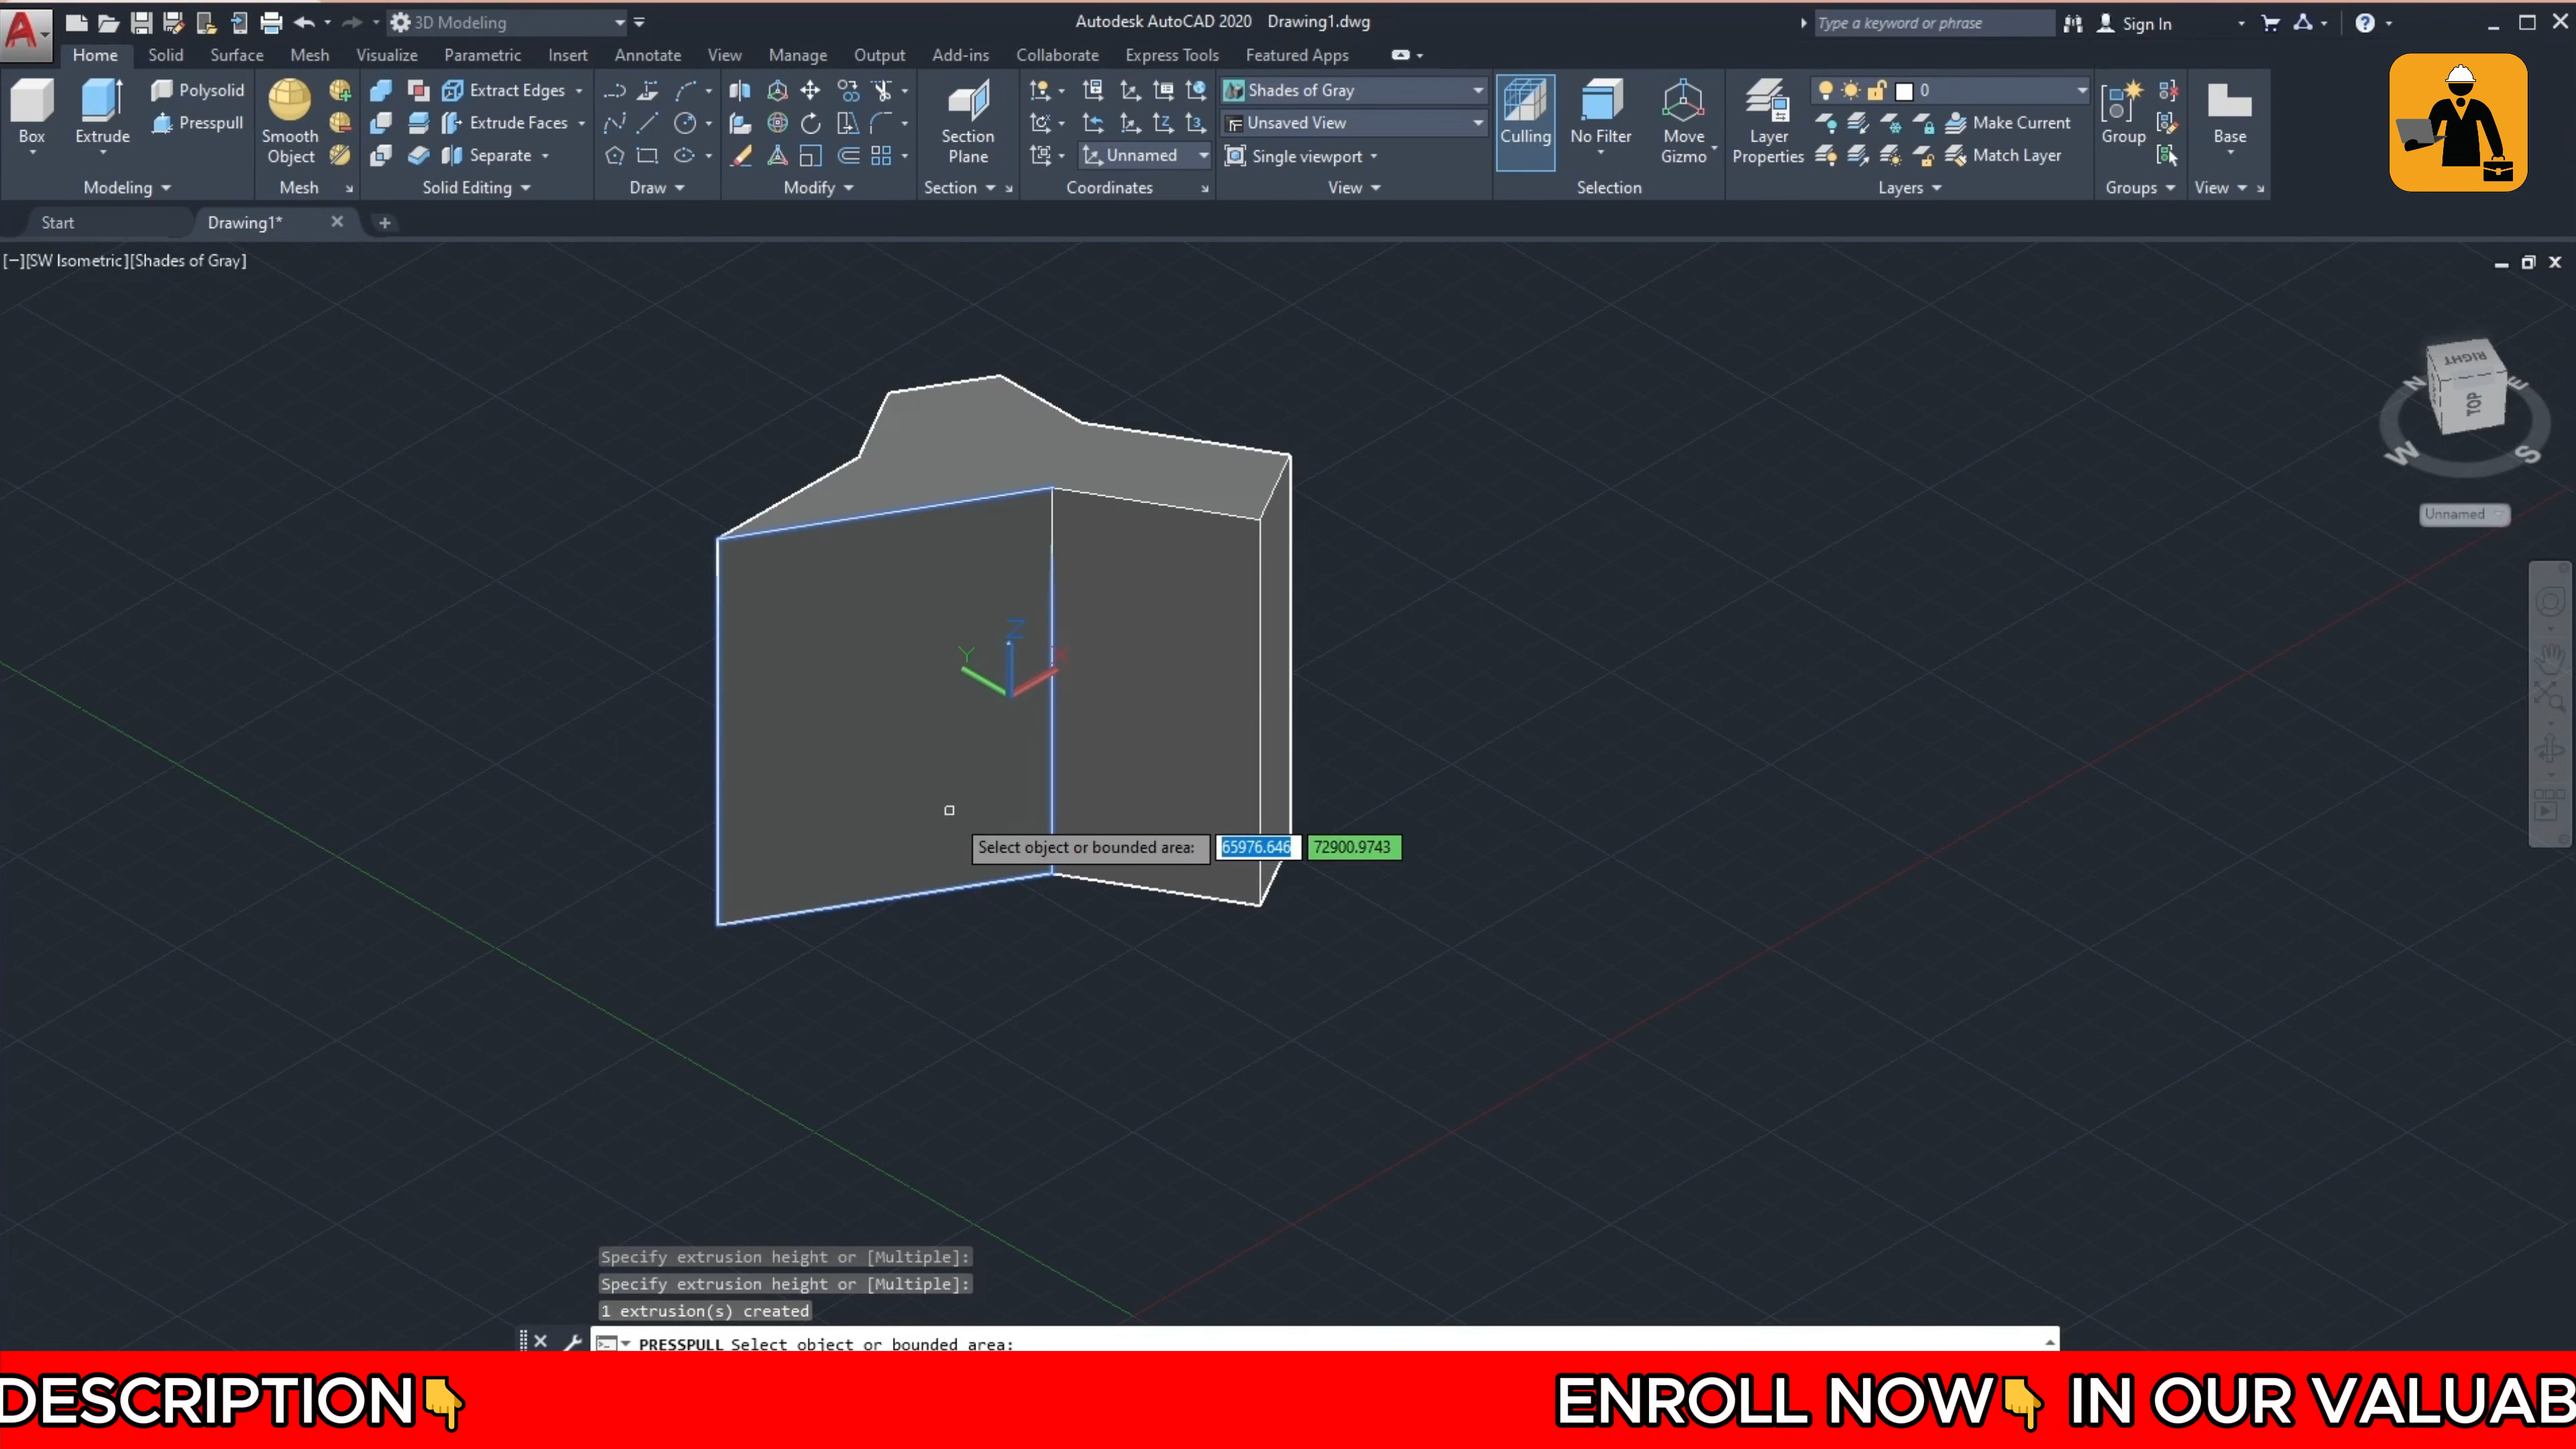 3D Modeling
Autodesk AutoCAD 2020 Drawing1.dwg
Type a keyword or phrase
Sign In
Home Solid Surface Mesh Visualize Parametric Insert Annotate View Manage Output Add-ins Collaborate Express Tools Featured Apps
Box
Extrude
Polysolid
Presspull
Modeling
Smooth
Object
Mesh
Extract Edges
Extrude Faces
Separate
Solid Editing
Draw
Modify
Section
Plane
Section
Unnamed
Coordinates
Shades of Gray
Unsaved View
Single viewport
View
Culling
No Filter
Move
Gizmo
Selection
Layer
Properties
0
Make Current
Match Layer
Layers
Group
Groups
Base
View
Start
Drawing1*
[−][SW Isometric][Shades of Gray]
RIGHT
TOP
N
E
W
S
Unnamed
Z
Y
X
Select object or bounded area: 65976.646 72900.9743
Specify extrusion height or [Multiple]:
Specify extrusion height or [Multiple]:
1 extrusion(s) created
PRESSPULL Select object or bounded area:
DESCRIPTION👇 ENROLL NOW👇 IN OUR VALUAB